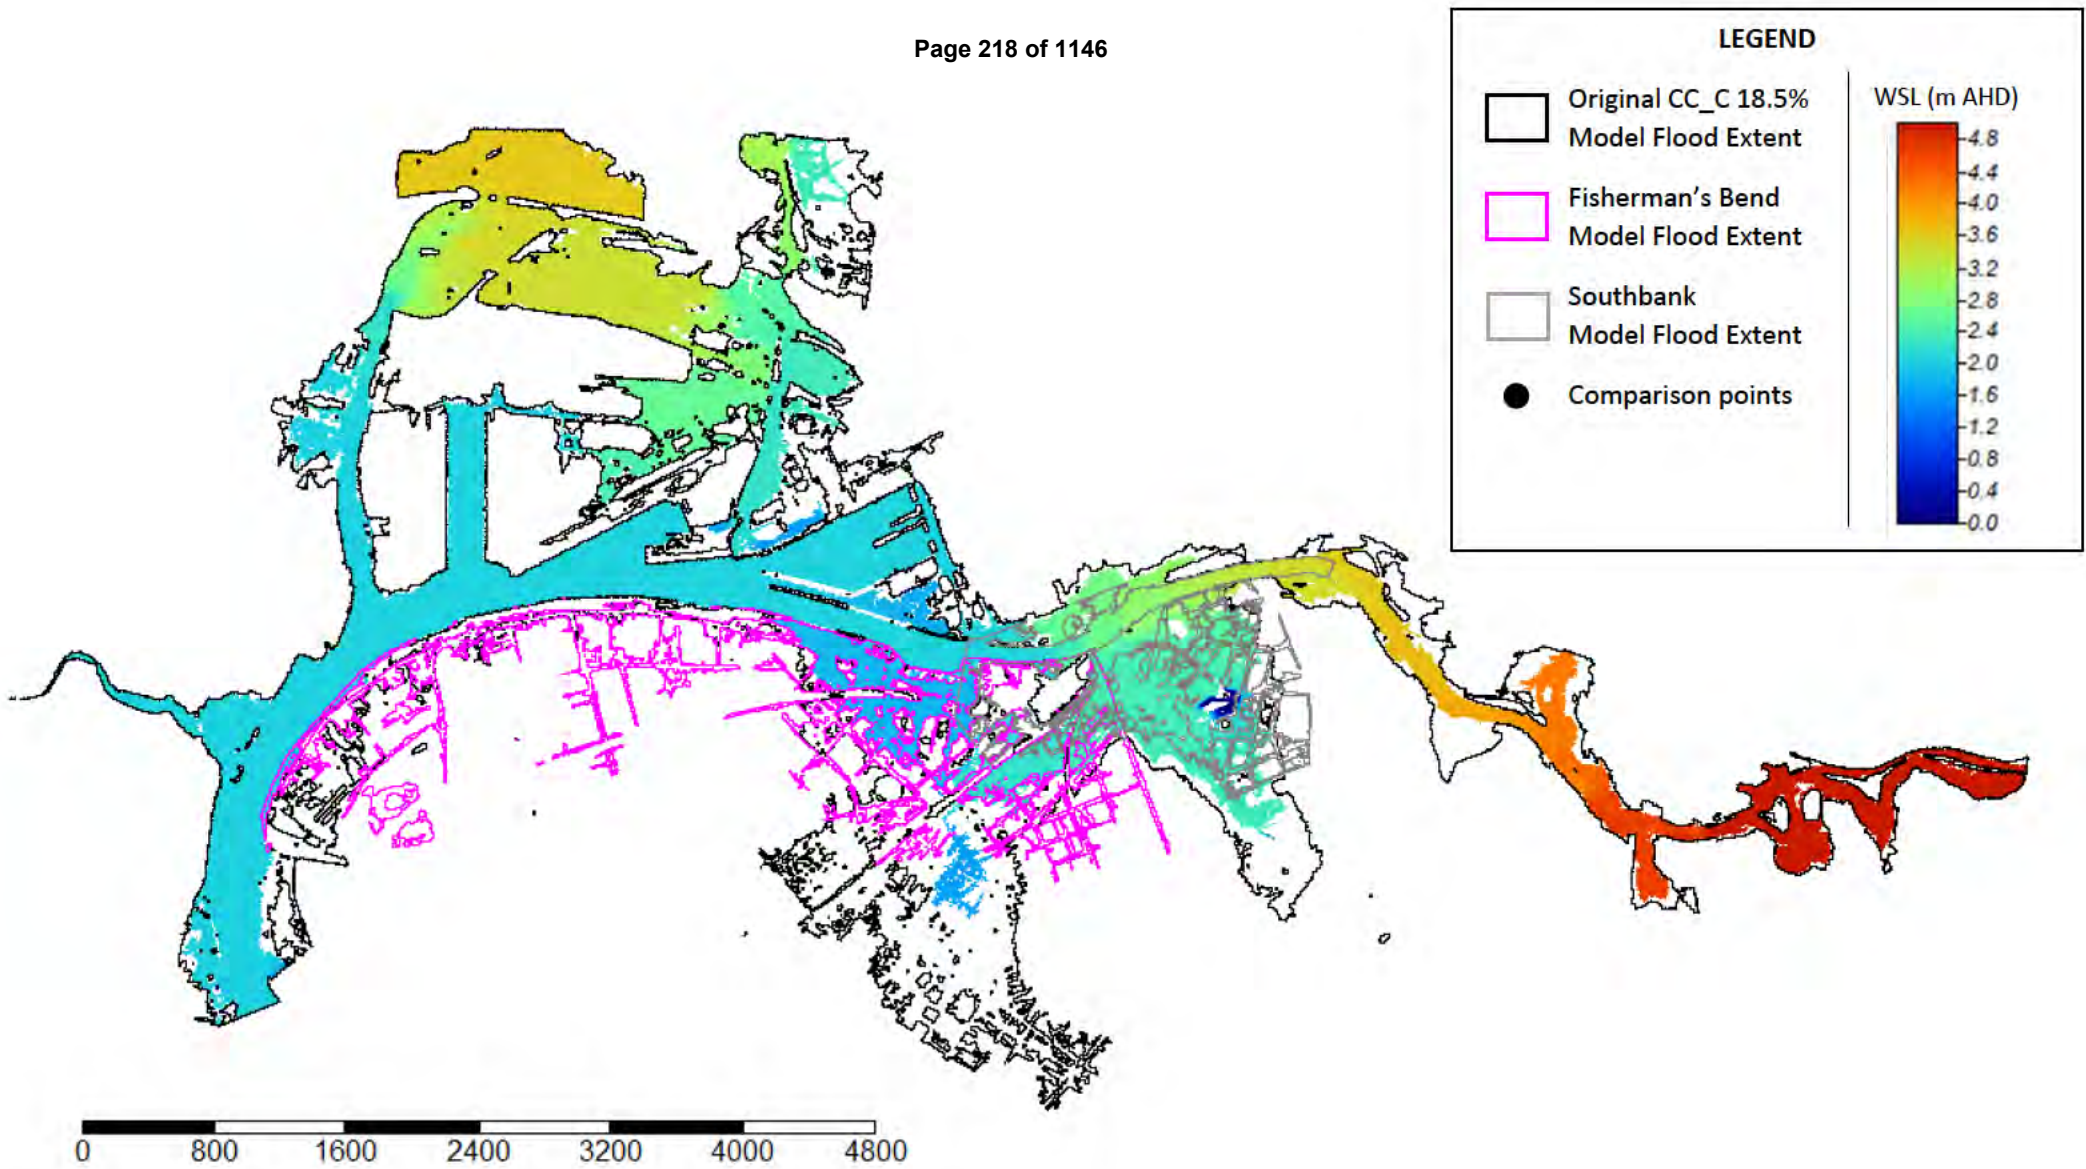 Page 218 of 1146
LEGEND
Original CC_C 18.5%
Model Flood Extent
Fisherman's Bend
Model Flood Extent
Southbank
Model Flood Extent
Comparison points
WSL (m AHD)
4.8
4.4
4.0
3.6
3.2
2.8
2.4
2.0
1.6
1.2
0.8
0.4
0.0
0 800 1600 2400 3200 4000 4800